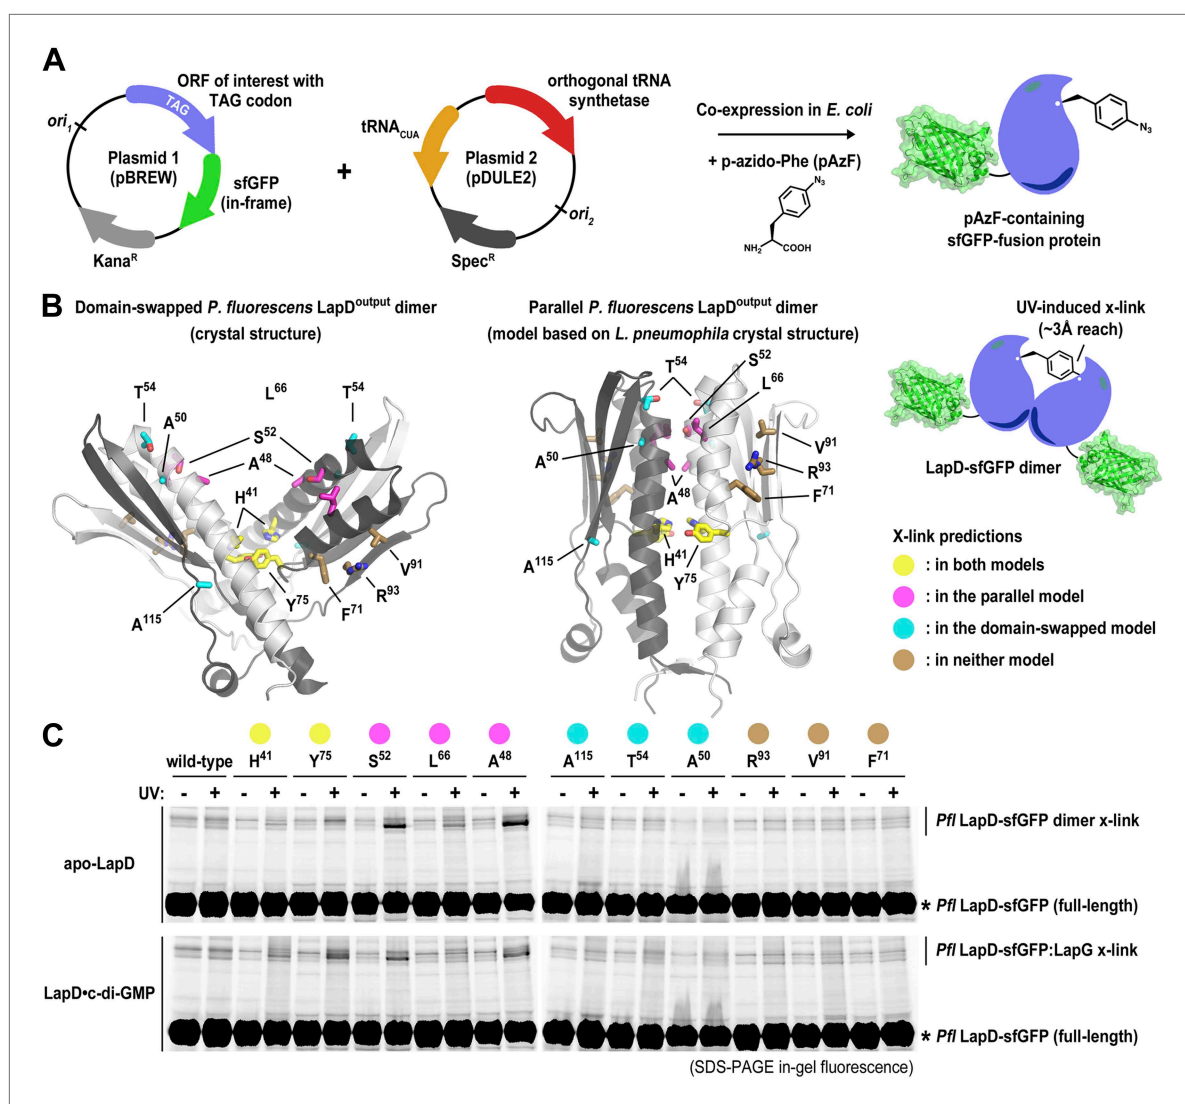 A
ORF of interest with
TAG codon
TAG
ori1
Plasmid 1
(pBREW)
sfGFP
(in-frame)
KanaR
+
orthogonal tRNA
synthetase
tRNACUA
Plasmid 2
(pDULE2)
ori2
SpecR
Co-expression in E. coli
+ p-azido-Phe (pAzF)
N3
NH2
COOH
N3
pAzF-containing
sfGFP-fusion protein
B
Domain-swapped P. fluorescens LapDoutput dimer
(crystal structure)
T54
L66
T54
A50
S52
A48
H41
A115
Y75
F71
R93
V91
Parallel P. fluorescens LapDoutput dimer
(model based on L. pneumophila crystal structure)
T54
S52
L66
A50
V91
R93
A48
F71
A115
H41
Y75
UV-induced x-link
(~3Å reach)
LapD-sfGFP dimer
X-link predictions
: in both models
: in the parallel model
: in the domain-swapped model
: in neither model
C
wild-type H41 Y75 S52 L66 A48 A115 T54 A50 R93 V91 F71
UV: - + - + - + - + - + - + - + - + - + - + - + - +
Pfl LapD-sfGFP dimer x-link
apo-LapD
* Pfl LapD-sfGFP (full-length)
Pfl LapD-sfGFP:LapG x-link
LapD•c-di-GMP
* Pfl LapD-sfGFP (full-length)
(SDS-PAGE in-gel fluorescence)